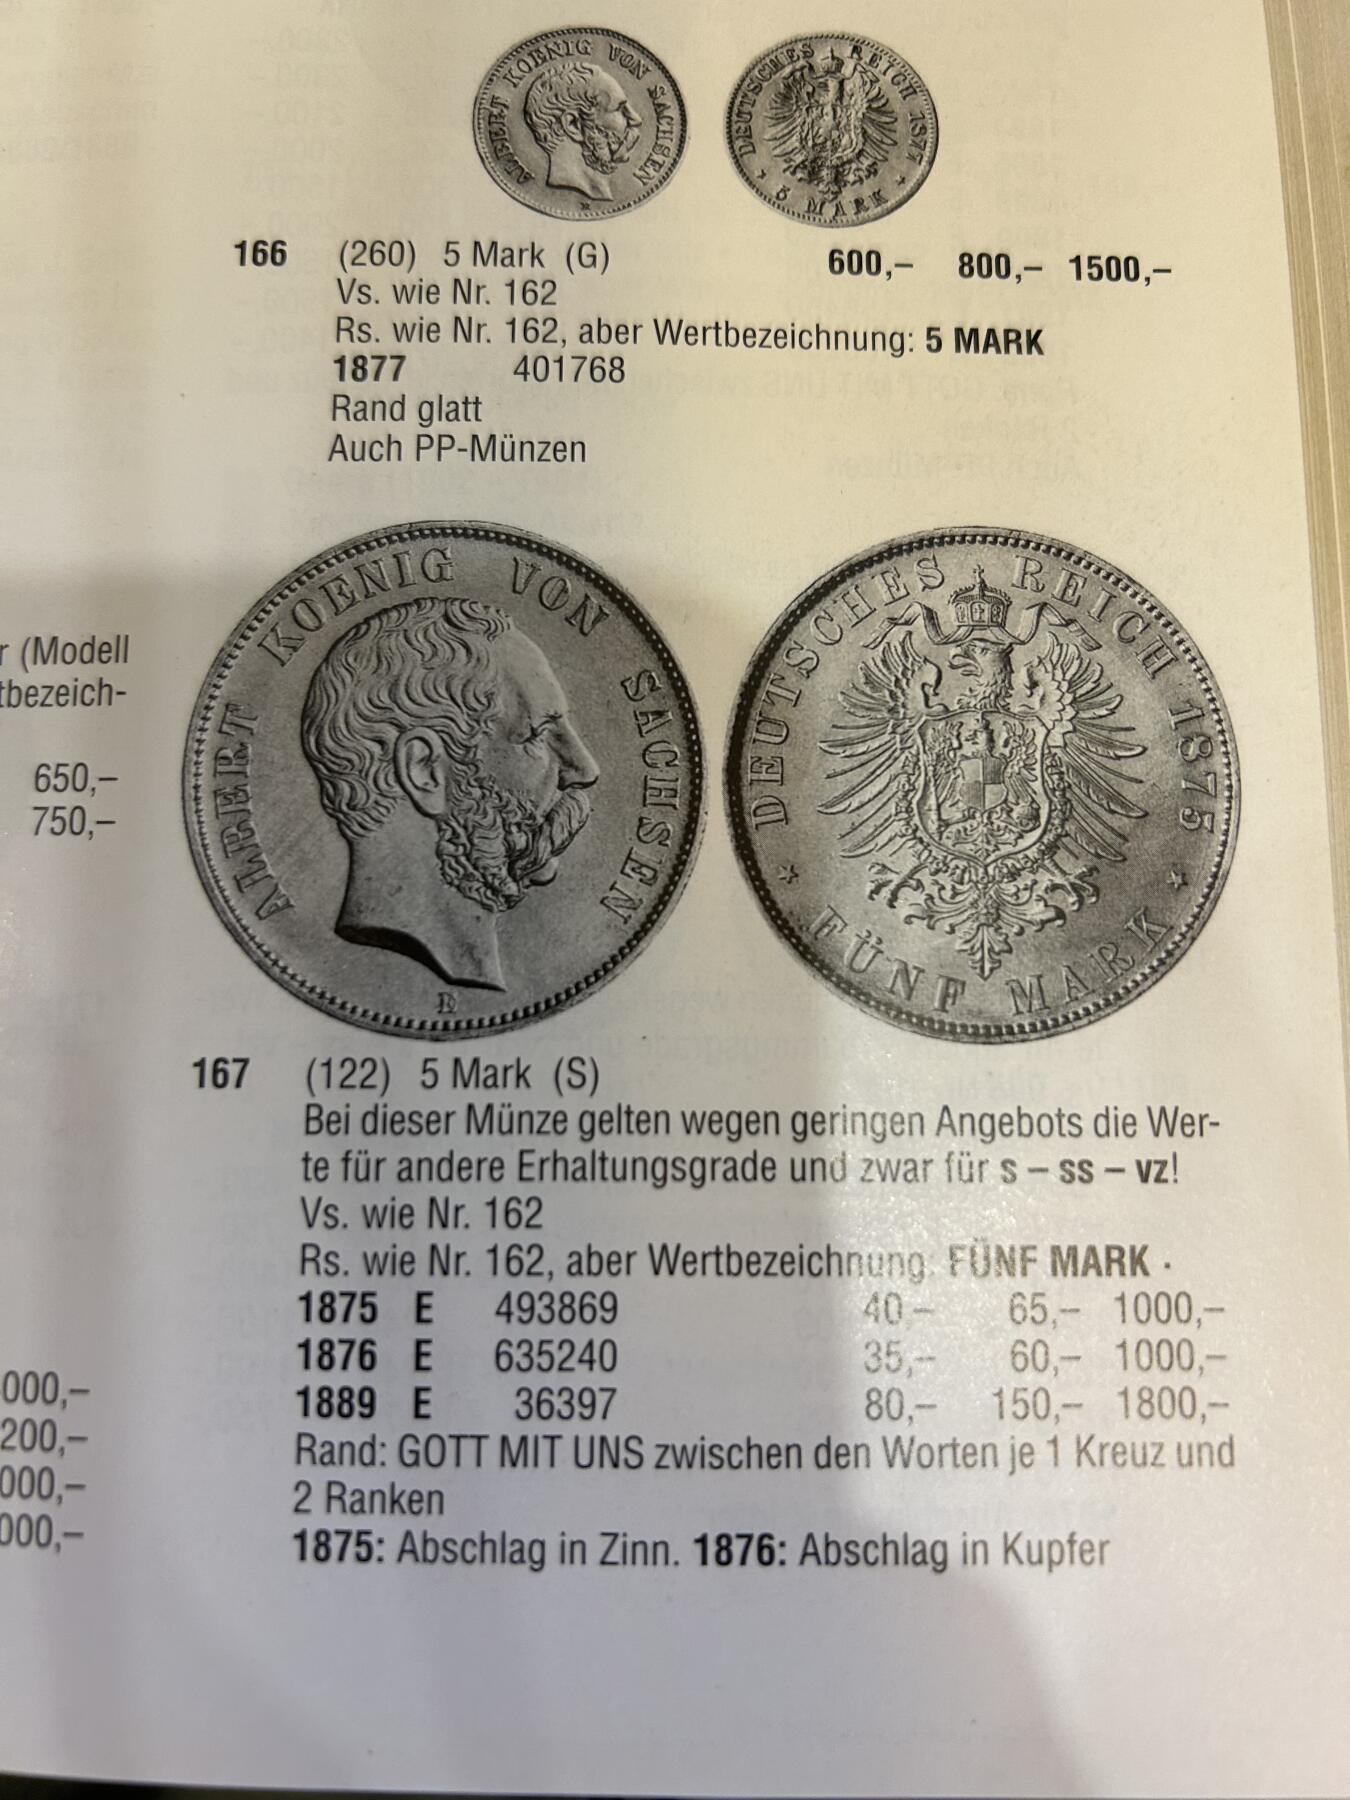 ALBERT KOENIG VON SACHSEN
DEUTSCHES REICH 1877
5 MARK
166 (260) 5 Mark (G) 600,– 800,– 1500,–
Vs. wie Nr. 162
Rs. wie Nr. 162, aber Wertbezeichnung: 5 MARK
1877 401768
Rand glatt
Auch PP-Münzen
ALBERT KOENIG VON SACHSEN
DEUTSCHES REICH 1875
FÜNF MARK
r (Modell
tbezeich-
650,–
750,–
167 (122) 5 Mark (S)
Bei dieser Münze gelten wegen geringen Angebots die Wer-
te für andere Erhaltungsgrade und zwar für s – ss – vz!
Vs. wie Nr. 162
Rs. wie Nr. 162, aber Wertbezeichnung: FÜNF MARK ·
1875 E 493869 40,– 65,– 1000,–
1876 E 635240 35,– 60,– 1000,–
1889 E 36397 80,– 150,– 1800,–
Rand: GOTT MIT UNS zwischen den Worten je 1 Kreuz und
2 Ranken
1875: Abschlag in Zinn. 1876: Abschlag in Kupfer
000,–
200,–
000,–
000,–